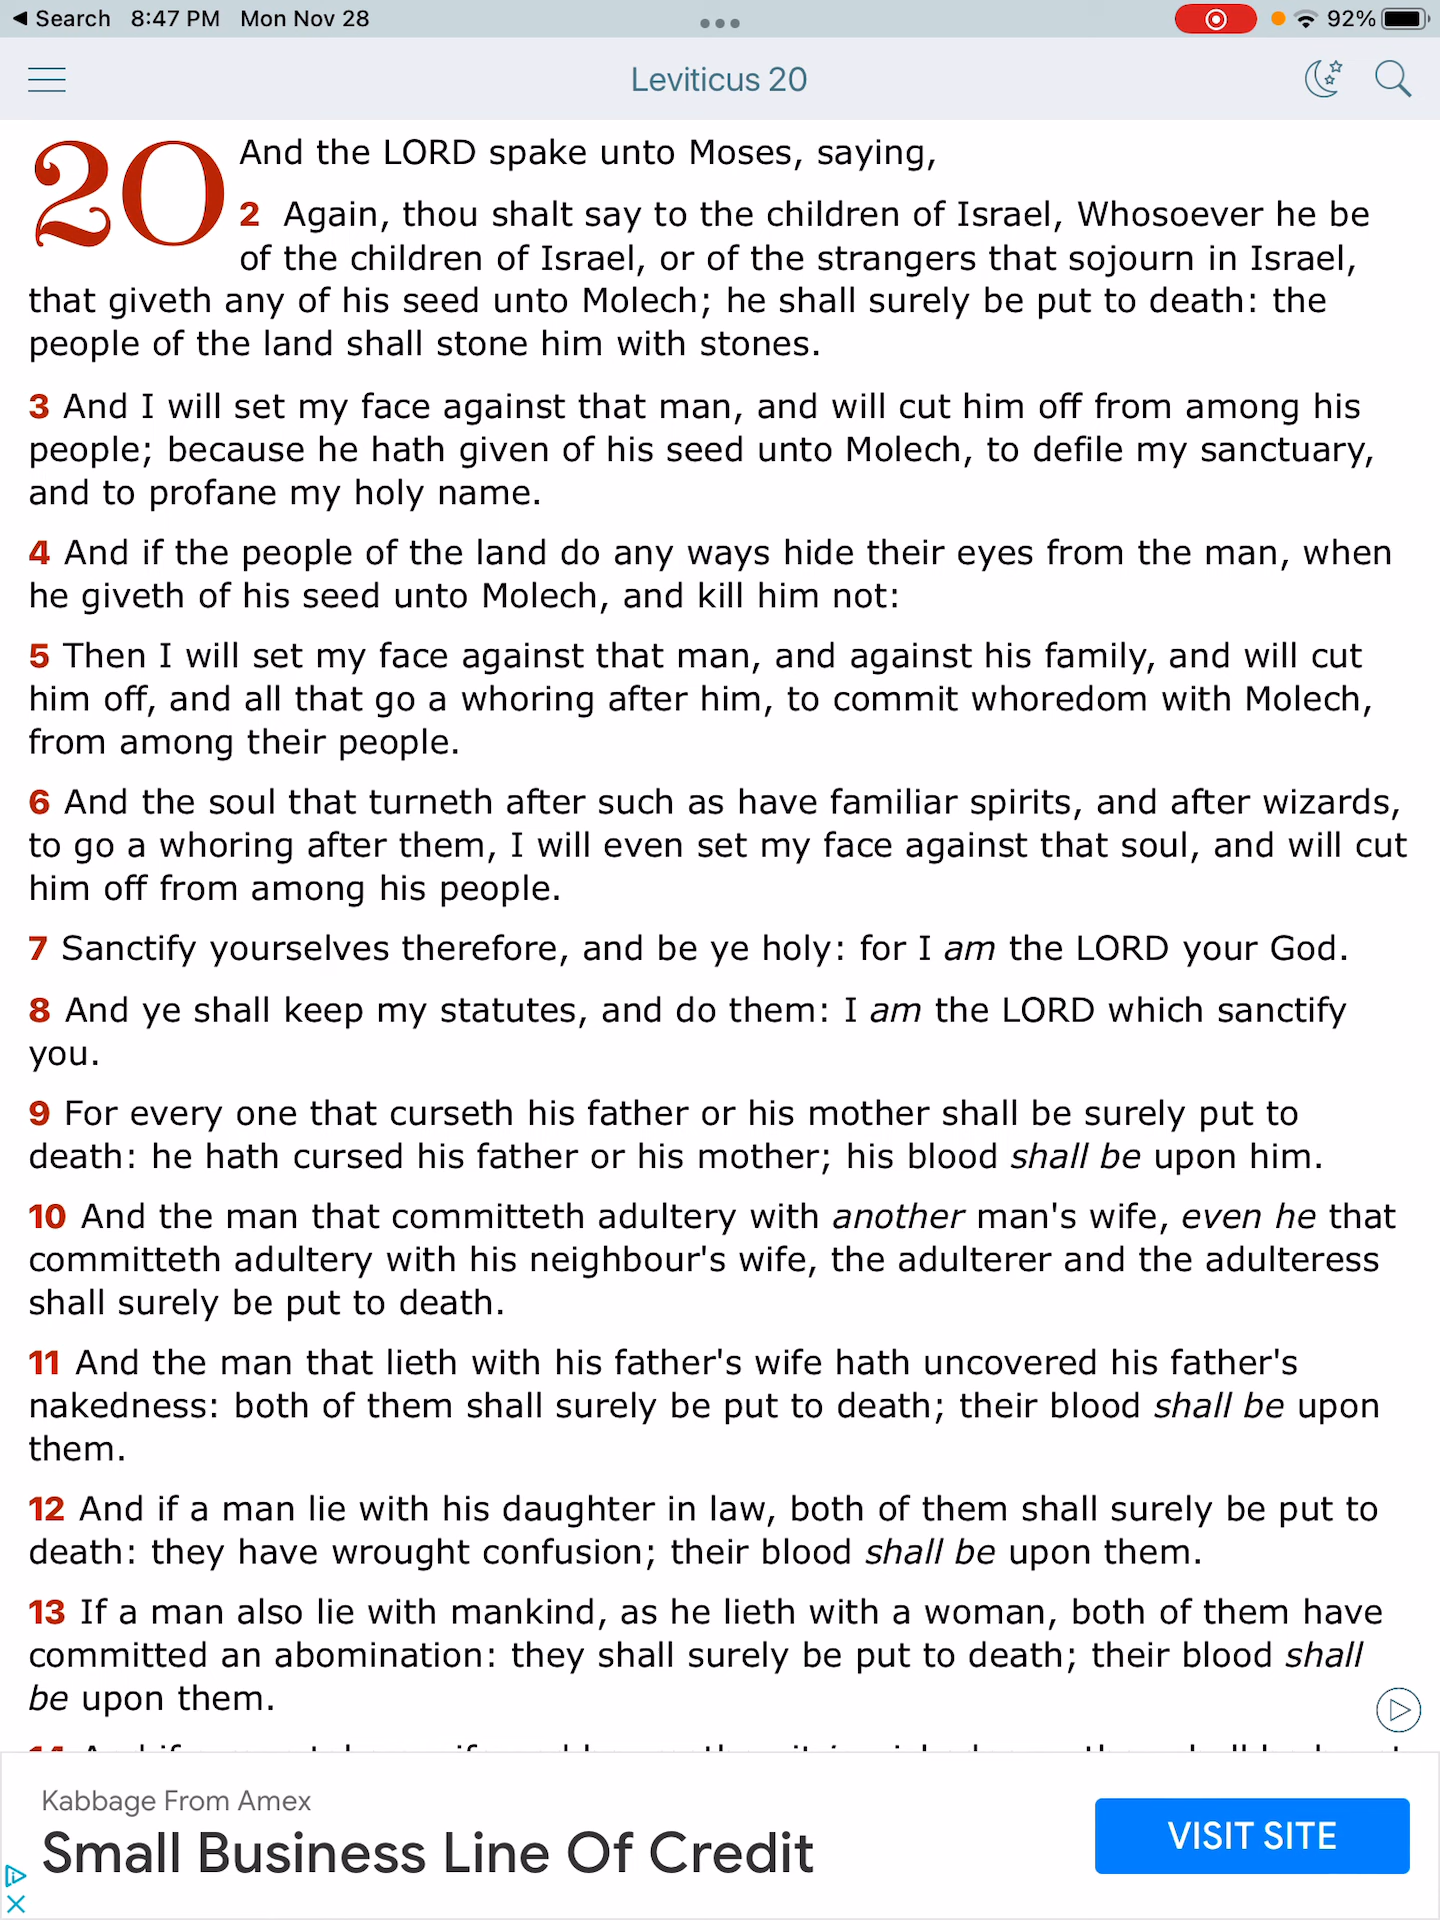 Search 8:47 PM Mon Nov 28
92%
Leviticus 20
20 And the LORD spake unto Moses, saying,
2 Again, thou shalt say to the children of Israel, Whosoever he be
of the children of Israel, or of the strangers that sojourn in Israel,
that giveth any of his seed unto Molech; he shall surely be put to death: the
people of the land shall stone him with stones.
3 And I will set my face against that man, and will cut him off from among his
people; because he hath given of his seed unto Molech, to defile my sanctuary,
and to profane my holy name.
4 And if the people of the land do any ways hide their eyes from the man, when
he giveth of his seed unto Molech, and kill him not:
5 Then I will set my face against that man, and against his family, and will cut
him off, and all that go a whoring after him, to commit whoredom with Molech,
from among their people.
6 And the soul that turneth after such as have familiar spirits, and after wizards,
to go a whoring after them, I will even set my face against that soul, and will cut
him off from among his people.
7 Sanctify yourselves therefore, and be ye holy: for I am the LORD your God.
8 And ye shall keep my statutes, and do them: I am the LORD which sanctify
you.
9 For every one that curseth his father or his mother shall be surely put to
death: he hath cursed his father or his mother; his blood shall be upon him.
10 And the man that committeth adultery with another man's wife, even he that
committeth adultery with his neighbour's wife, the adulterer and the adulteress
shall surely be put to death.
11 And the man that lieth with his father's wife hath uncovered his father's
nakedness: both of them shall surely be put to death; their blood shall be upon
them.
12 And if a man lie with his daughter in law, both of them shall surely be put to
death: they have wrought confusion; their blood shall be upon them.
13 If a man also lie with mankind, as he lieth with a woman, both of them have
committed an abomination: they shall surely be put to death; their blood shall
be upon them.
Kabbage From Amex
Small Business Line Of Credit
VISIT SITE